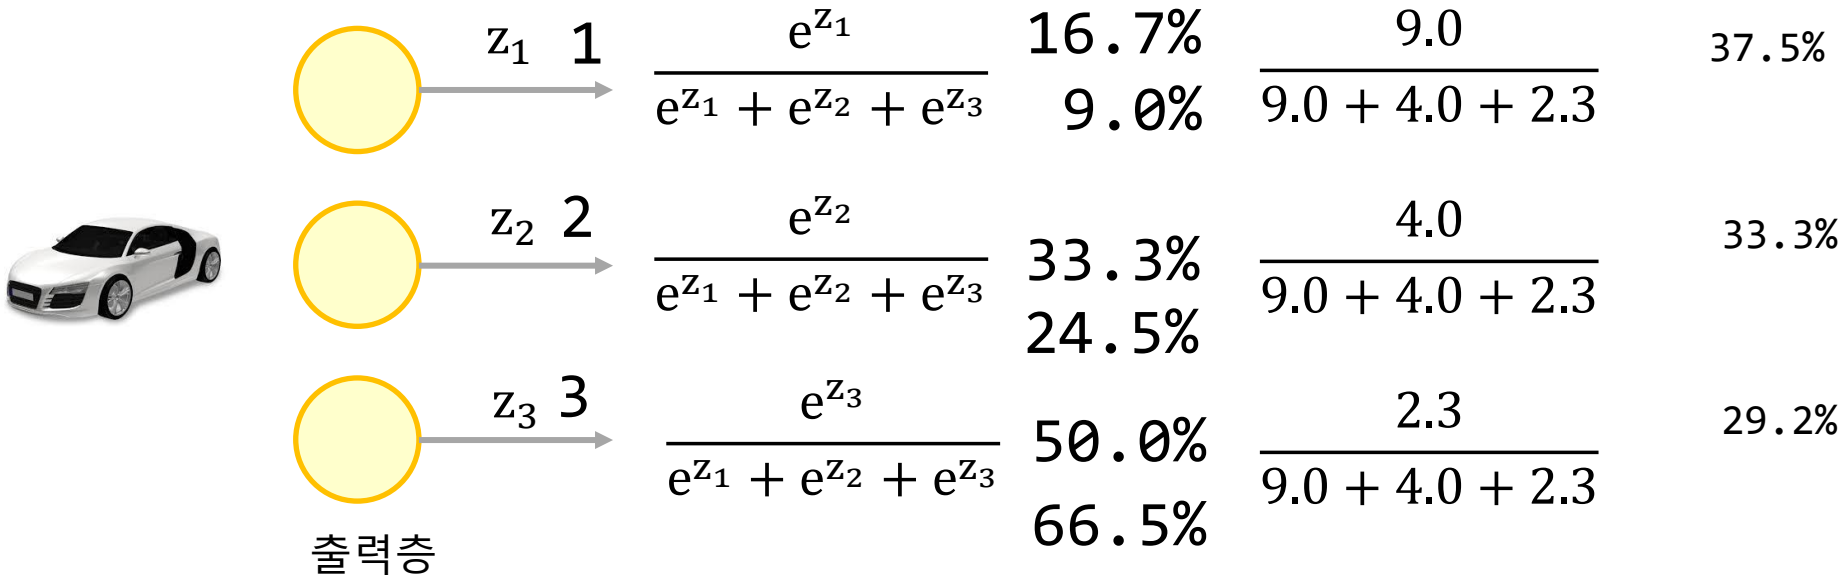 z₁ 1
e^z₁
e^z₁ + e^z₂ + e^z₃
16.7%
9.0%
9.0
9.0 + 4.0 + 2.3
37.5%
z₂ 2
e^z₂
e^z₁ + e^z₂ + e^z₃
33.3%
24.5%
4.0
9.0 + 4.0 + 2.3
33.3%
z₃ 3
e^z₃
e^z₁ + e^z₂ + e^z₃
50.0%
66.5%
2.3
9.0 + 4.0 + 2.3
29.2%
출력층